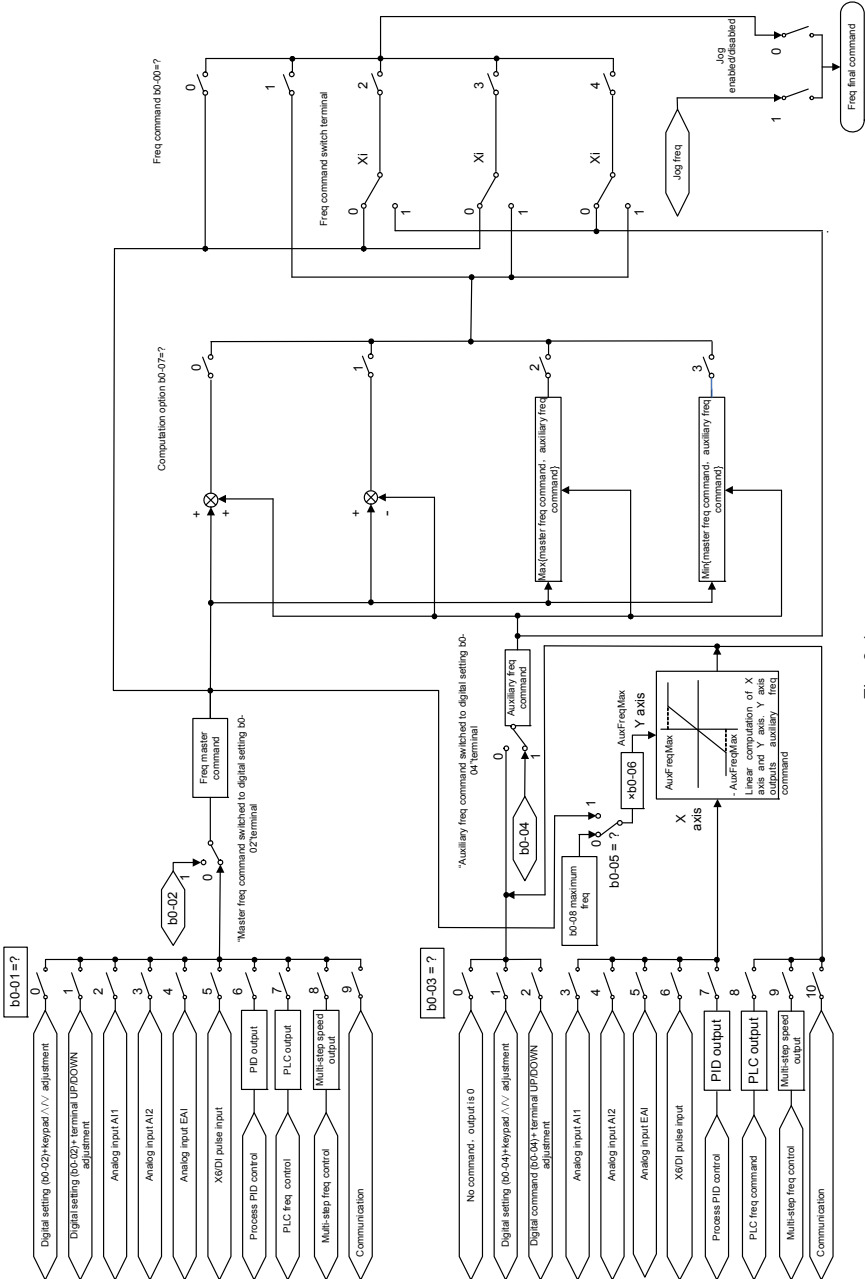 b0-01=?
0
Digital setting (b0-02)+keypad ∧/∨ adjustment
1
Digital setting (b0-02)+ terminal UP/DOWN
adjustment
2
Analog input AI1
3
Analog input AI2
4
Analog input EAI
5
X6/DI pulse input
6
Process PID control
PID output
7
PLC freq control
PLC output
8
Multi-step freq control
Multi-step speed
output
9
Communication
b0-02
1
0
"Master freq command switched to digital setting b0-
02"terminal
Freq master
command
b0-03 = ?
0
No command, output is 0
1
Digital setting (b0-04)+keypad ∧/∨ adjustment
2
Digital command (b0-04)+ terminal UP/DOWN
adjustment
3
Analog input AI1
4
Analog input AI2
5
Analog input EAI
6
X6/DI pulse input
7
Process PID control
PID output
8
PLC freq command
PLC output
9
Multi-step freq control
Multi-step speed
output
10
Communication
"Auxiliary freq command switched to digital setting b0-
04"terminal
0
1
b0-04
Auxiliary freq
command
b0-08 maximum
freq
0
1
b0-05 = ?
×b0-06
AuxFreqMax
Y axis
X
axis
AuxFreqMax
- AuxFreqMax
Linear computation of X
axis and Y axis. Y axis
outputs auxiliary freq
command
Computation option b0-07=?
+
+
0
+
-
1
Max{master freq command, auxiliary freq
command}
2
Min{master freq command, auxiliary freq
command}
3
Freq command b0-00=?
0
1
Freq command switch terminal
0
1
Xi
2
0
1
Xi
3
0
1
Xi
4
Jog freq
Jog
enabled/disabled
1
0
Freq final command